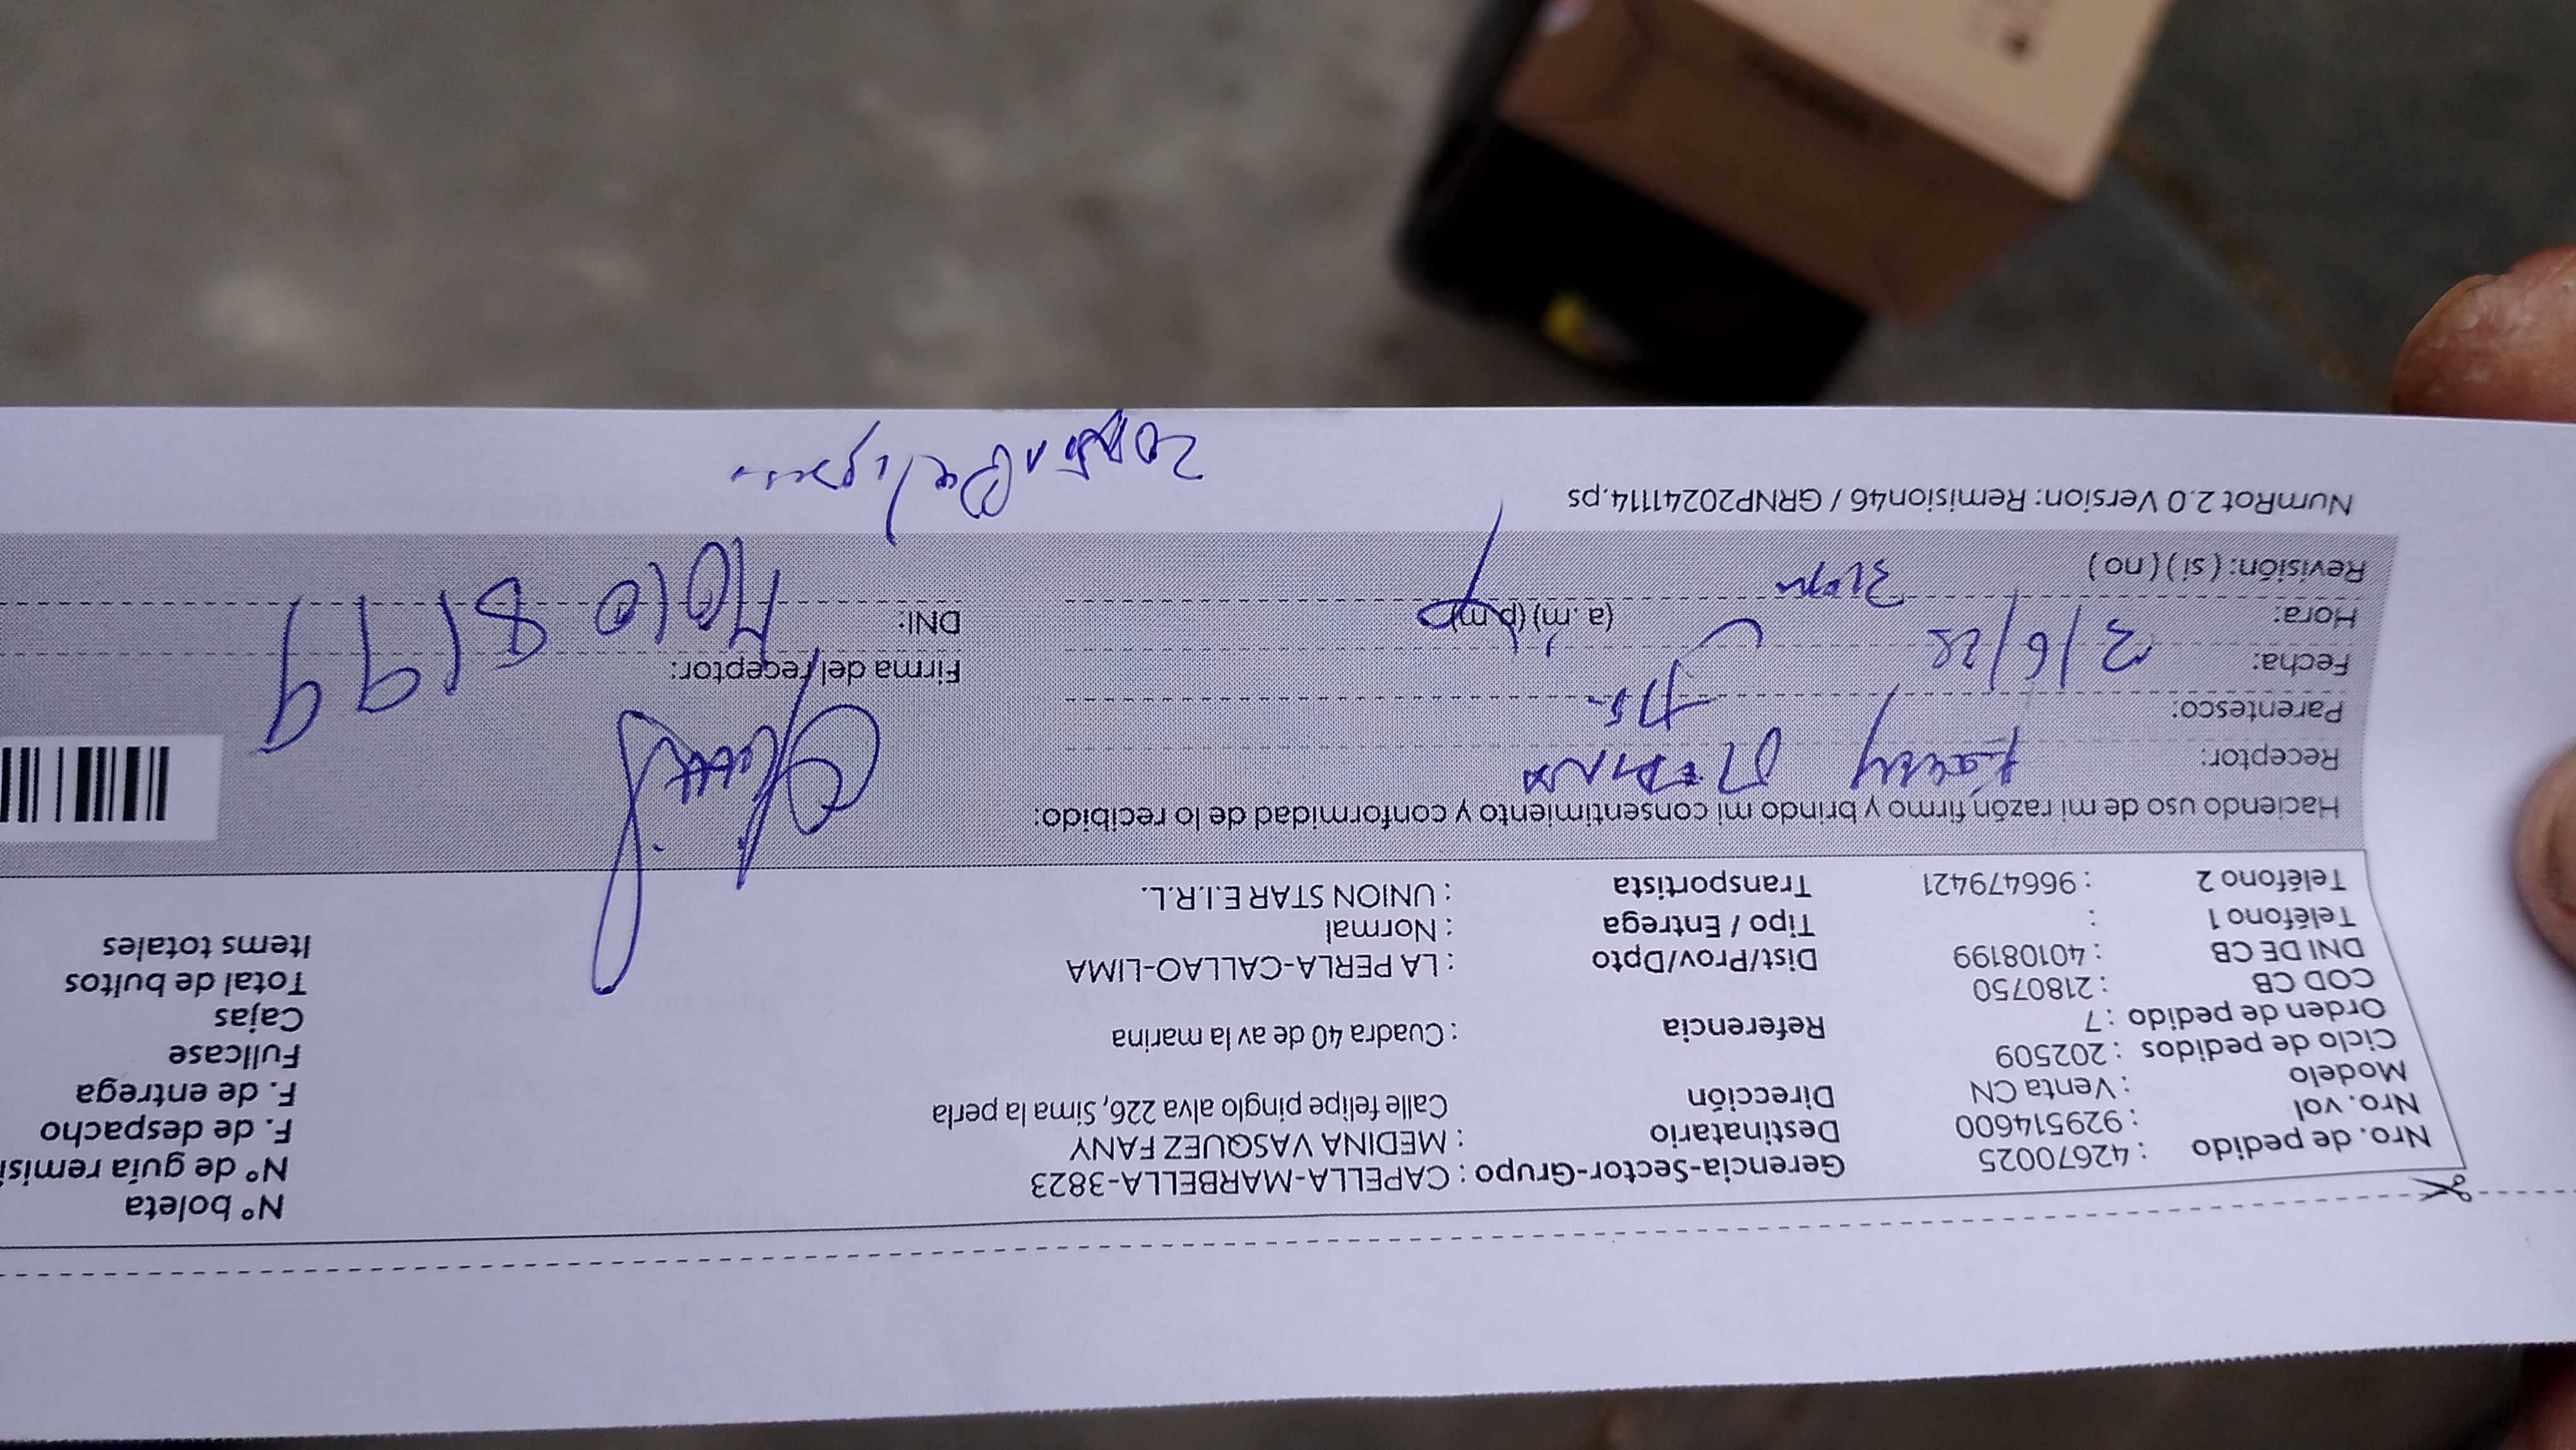 Nº boleta
Nº de guía remisi
F. de despacho
F. de entrega
Fullcase
Cajas
Total de bultos
Items totales
Nro. de pedido : 42670025
Nro. vol : 929514600
Modelo : Venta CN
Ciclo de pedidos : 202509
Orden de pedido : 7
COD CB : 2180750
DNI DE CB : 40108199
Teléfono 1 :
Teléfono 2 : 966479421
Gerencia-Sector-Grupo : CAPELLA-MARBELLA-3823
Destinatario : MEDINA VASQUEZ FANY
Dirección Calle felipe pinglo alva 226, Sima la perla
Referencia : Cuadra 40 de av la marina
Dist/Prov/Dpto : LA PERLA-CALLAO-LIMA
Tipo / Entrega : Normal
Transportista : UNION STAR E.I.R.L.
Haciendo uso de mi razón firmo y brindo mi consentimiento y conformidad de lo recibido:
Receptor: Fanny MEDINA
Parentesco:
Fecha: 2/6/25
Hora: (a.m) (p.m)
Revisión: ( si ) ( no )
Firma del receptor:
DNI: 4010 8199
NumRot 2.0 Version: Remision46 / GRNP20241114.ps